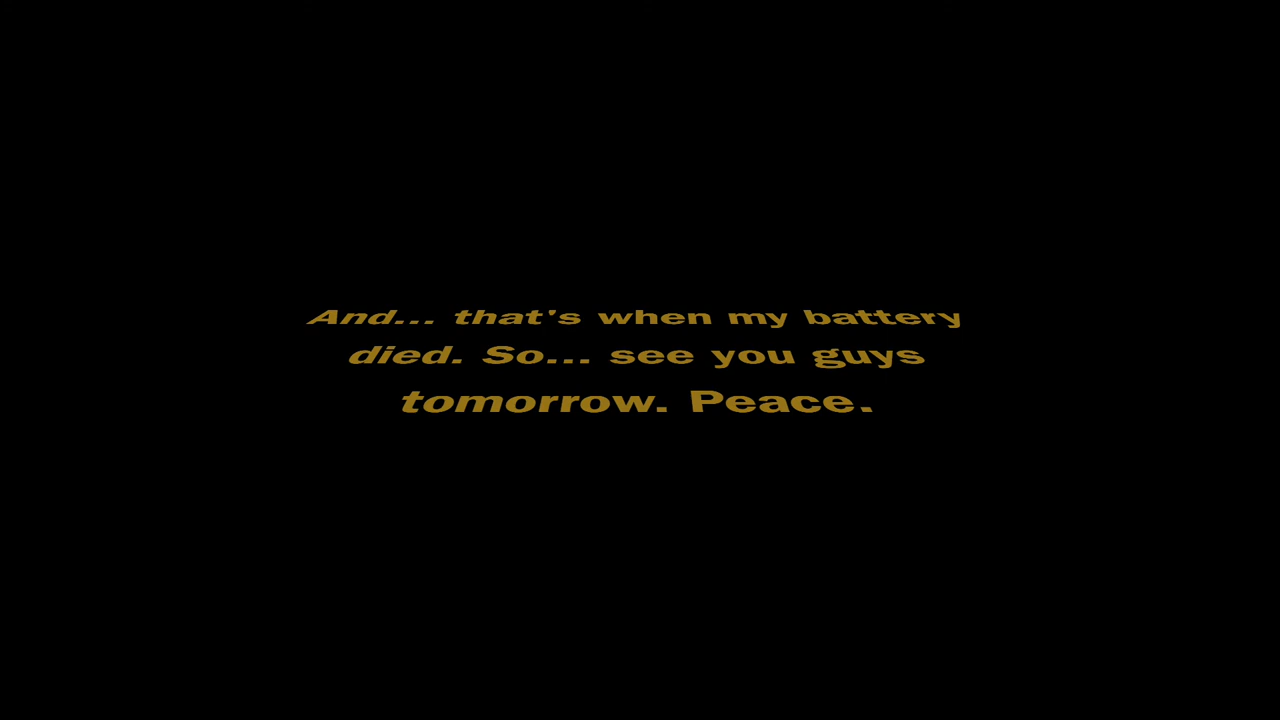 And... that's when my battery
died. So... see you guys
tomorrow. Peace.